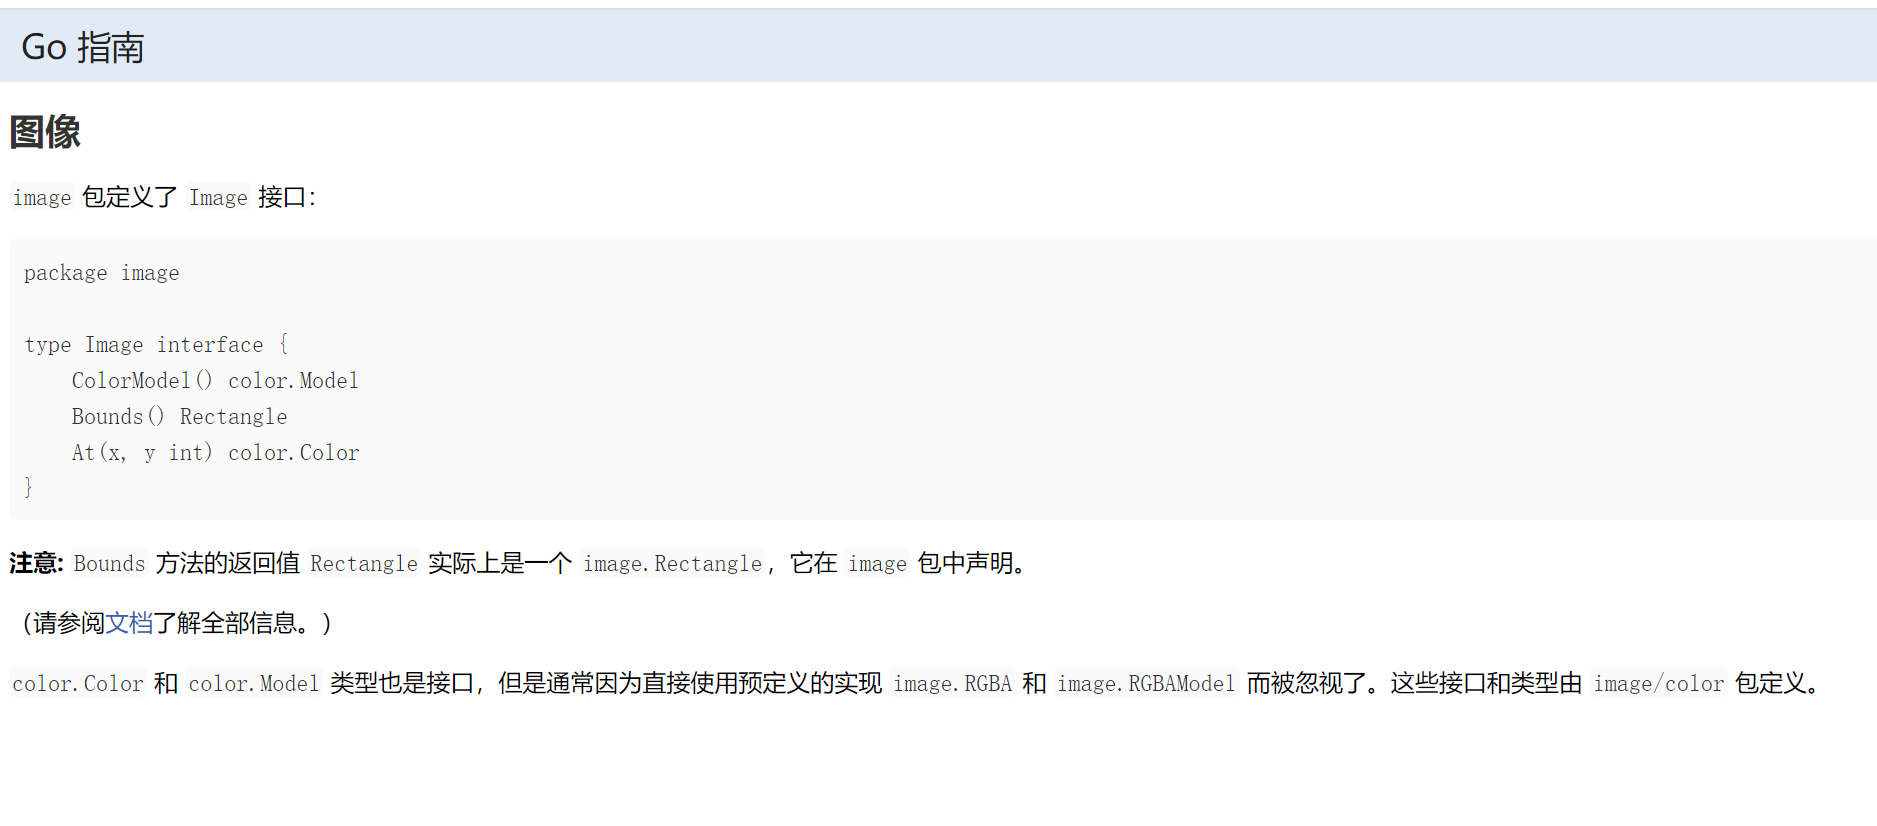 Go 指南
图像
image 包定义了 Image 接口：
package image
type Image interface {
    ColorModel() color.Model
    Bounds() Rectangle
    At(x, y int) color.Color
}
注意: Bounds 方法的返回值 Rectangle 实际上是一个 image.Rectangle，它在 image 包中声明。
（请参阅文档了解全部信息。）
color.Color 和 color.Model 类型也是接口，但是通常因为直接使用预定义的实现 image.RGBA 和 image.RGBAModel 而被忽视了。这些接口和类型由 image/color 包定义。